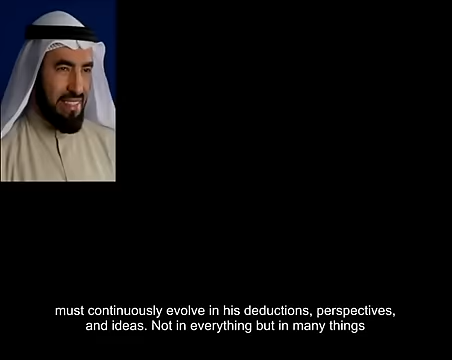 must continuously evolve in his deductions, perspectives,
and ideas. Not in everything but in many things